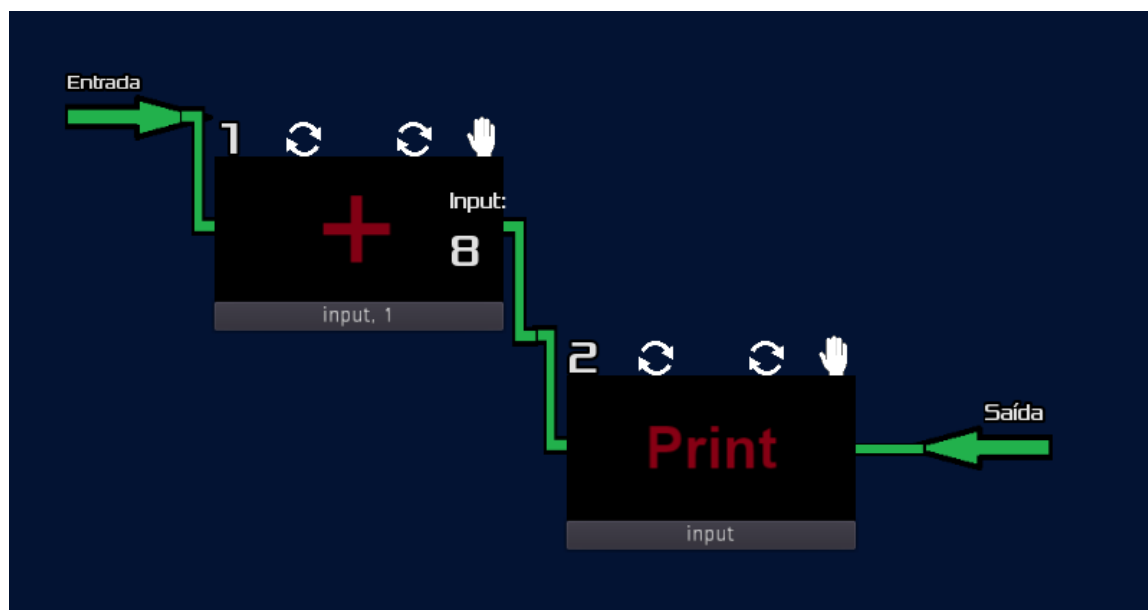 Entrada
1
+
Input:
8
input, 1
2
Print
input
Saída